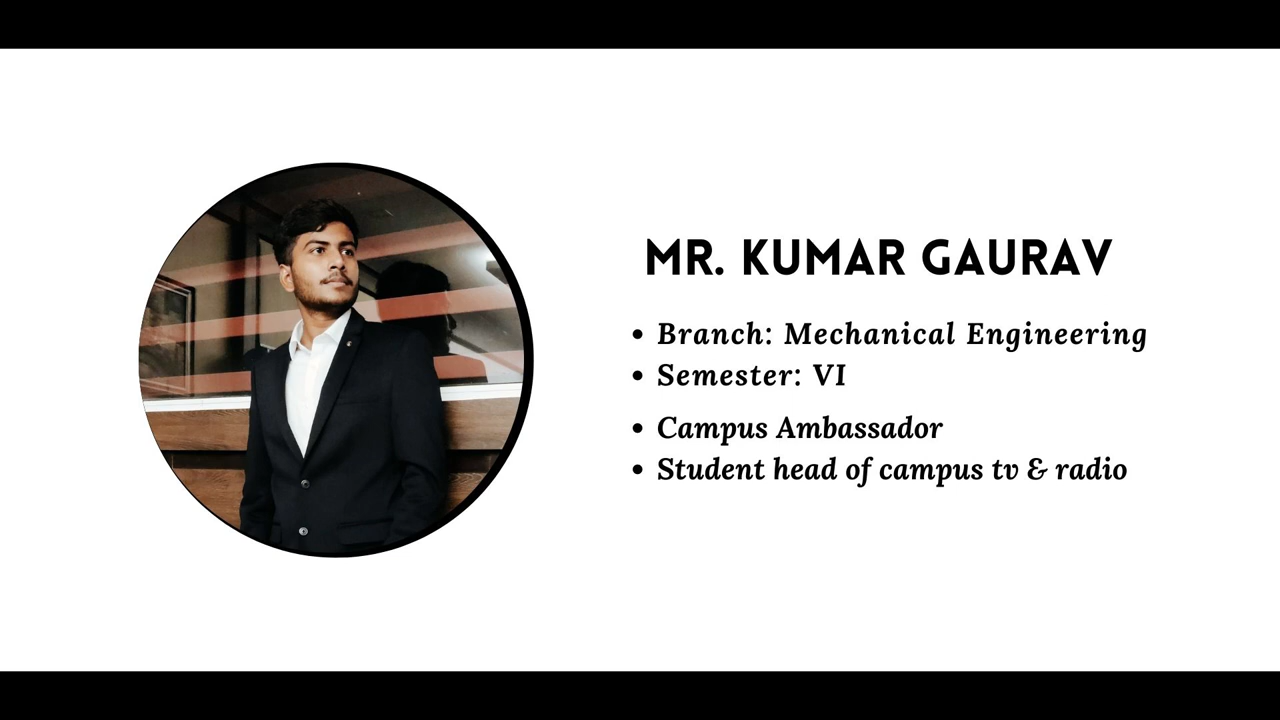 MR. KUMAR GAURAV
• Branch: Mechanical Engineering
• Semester: VI
• Campus Ambassador
• Student head of campus tv & radio